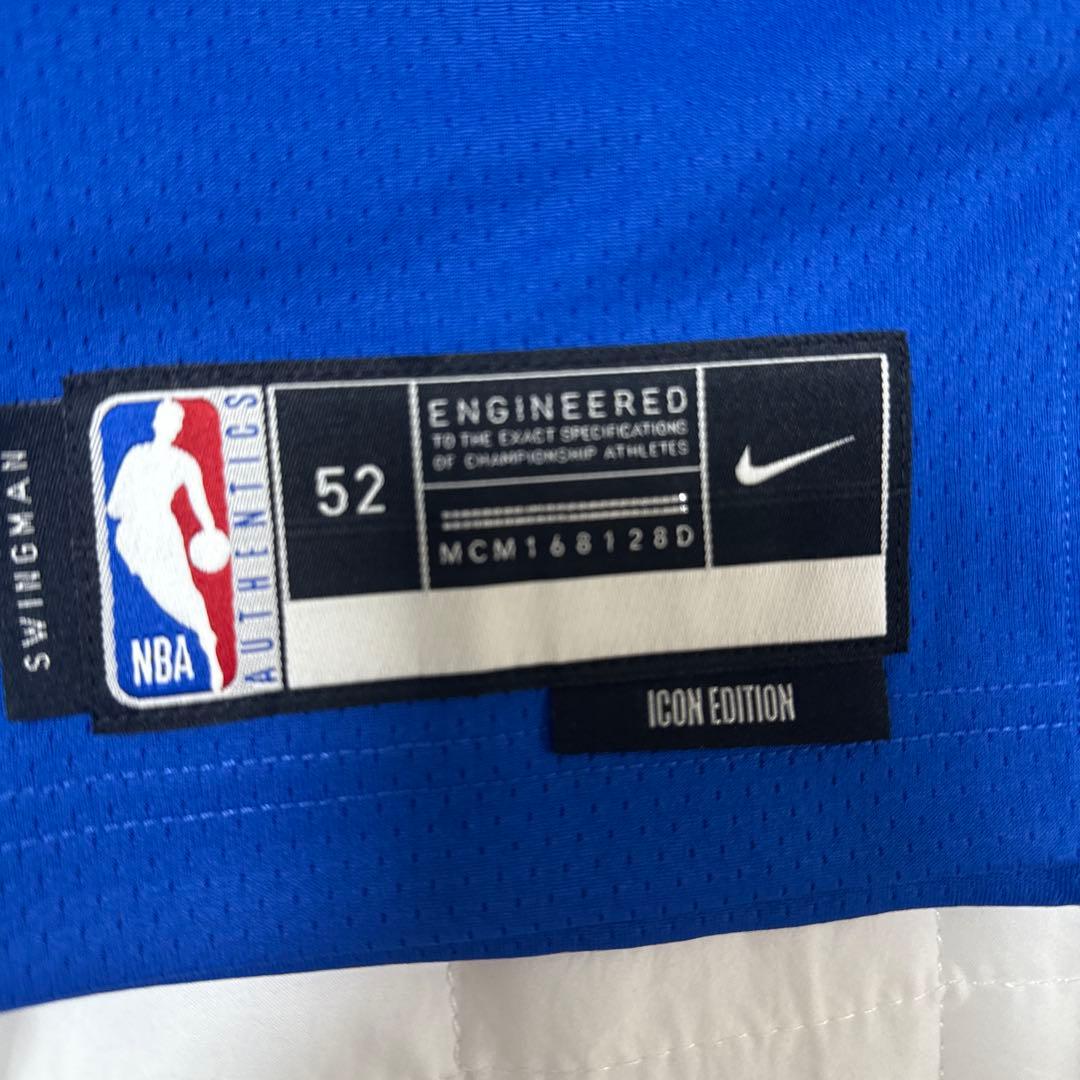 SWINGMAN
NBA
AUTHENTICS
52
ENGINEERED
TO THE EXACT SPECIFICATIONS
OF CHAMPIONSHIP ATHLETES
MCM168128D
ICON EDITION